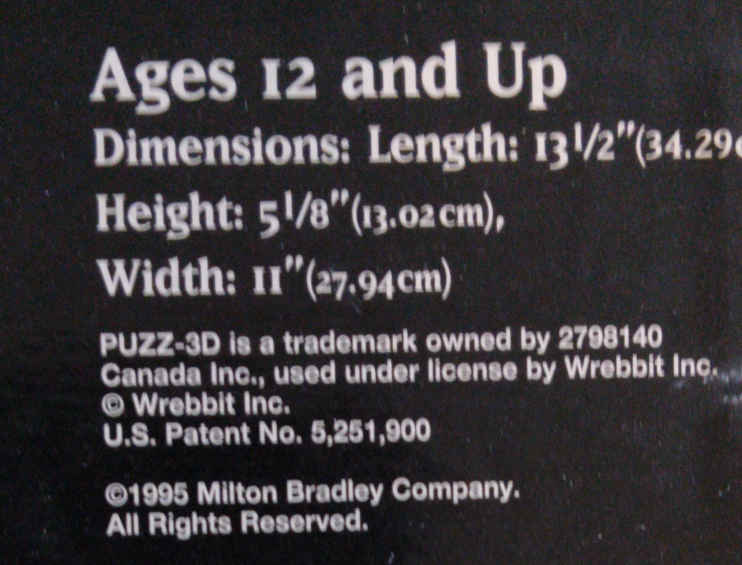 Ages 12 and Up
Dimensions: Length: 13 1/2"(34.29c
Height: 5 1/8"(13.02cm),
Width: 11"(27.94cm)
PUZZ-3D is a trademark owned by 2798140
Canada Inc., used under license by Wrebbit Inc.
© Wrebbit Inc.
U.S. Patent No. 5,251,900
©1995 Milton Bradley Company.
All Rights Reserved.